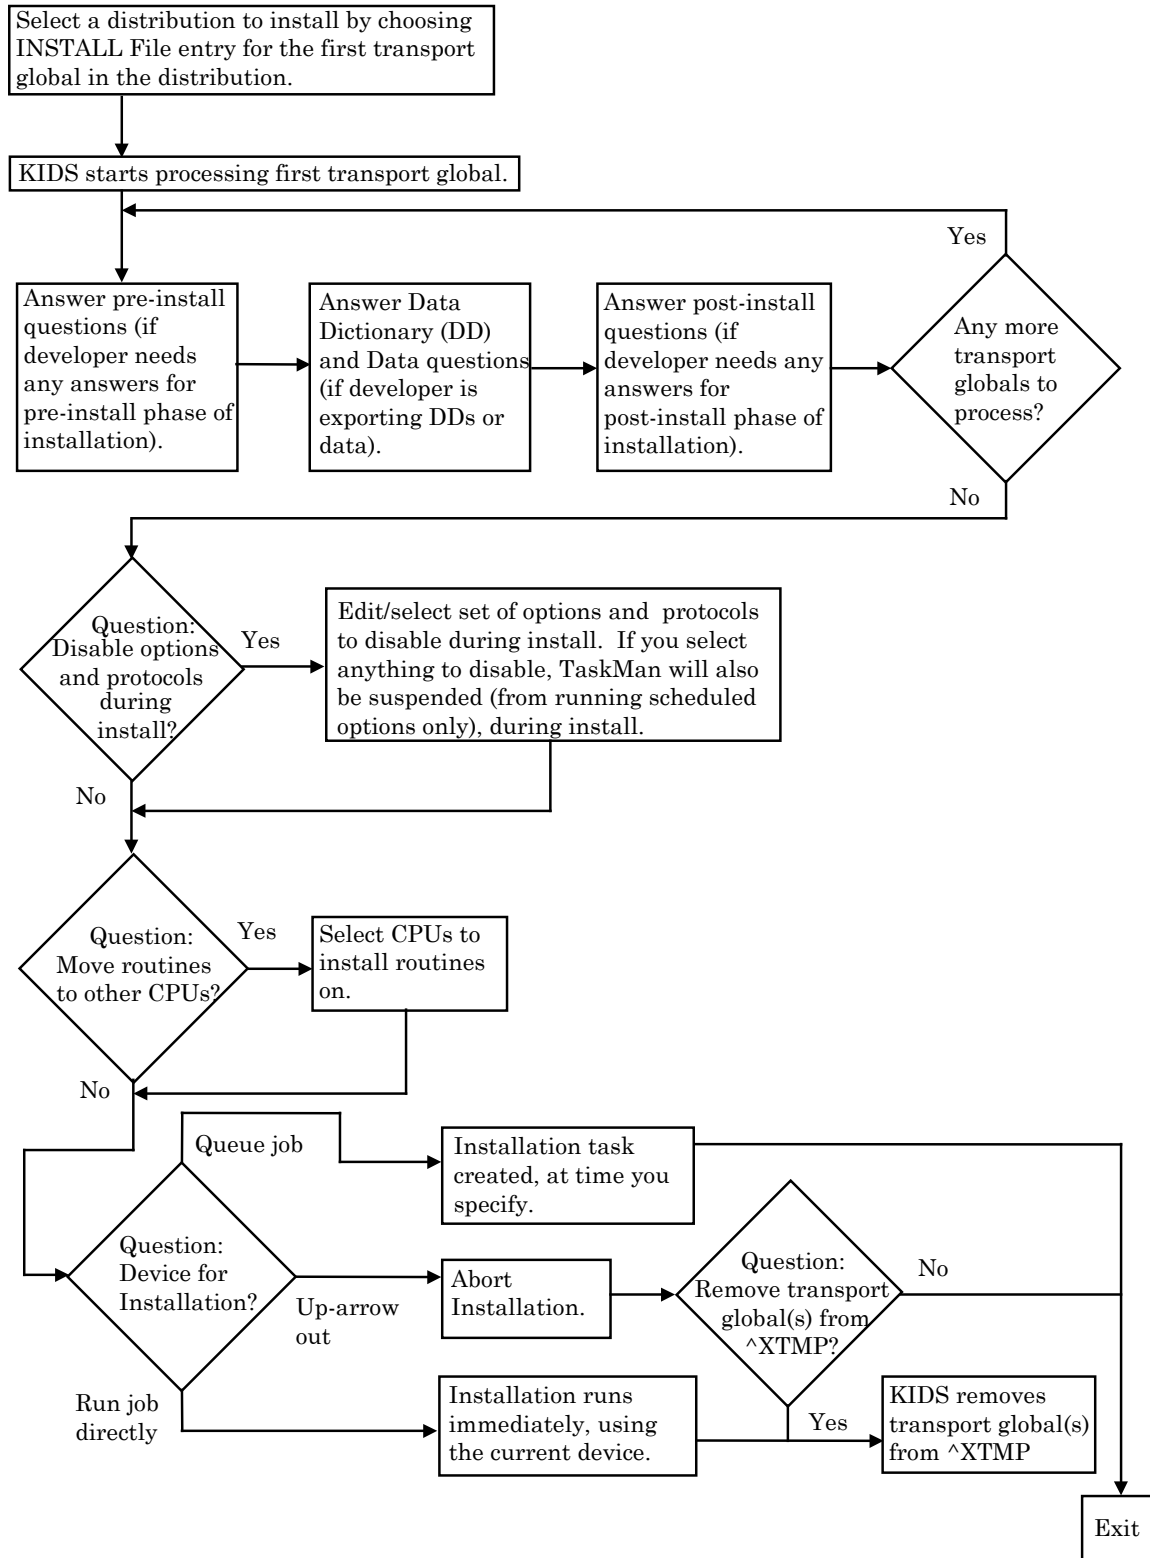 Select a distribution to install by choosing
INSTALL File entry for the first transport
global in the distribution.
KIDS starts processing first transport global.
Yes
Answer pre-install
questions (if
developer needs
any answers for
pre-install phase of
installation).
Answer Data
Dictionary (DD)
and Data questions
(if developer is
exporting DDs or
data).
Answer post-install
questions (if
developer needs any
answers for
post-install phase of
installation).
Any more
transport
globals to
process?
No
Question:
Disable options
and protocols
during
install?
Yes
Edit/select set of options and  protocols
to disable during install.  If you select
anything to disable, TaskMan will also
be suspended (from running scheduled
options only), during install.
No
Question:
Move routines
to other CPUs?
Yes
Select CPUs to
install routines
on.
No
Queue job
Installation task
created, at time you
specify.
Question:
Device for
Installation?
Up-arrow
out
Abort
Installation.
Question:
Remove transport
global(s) from
^XTMP?
No
Run job
directly
Installation runs
immediately, using
the current device.
Yes
KIDS removes
transport global(s)
from ^XTMP
Exit